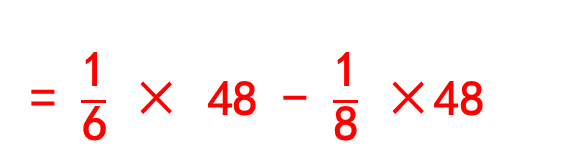 = 1/6 × 48 − 1/8 ×48